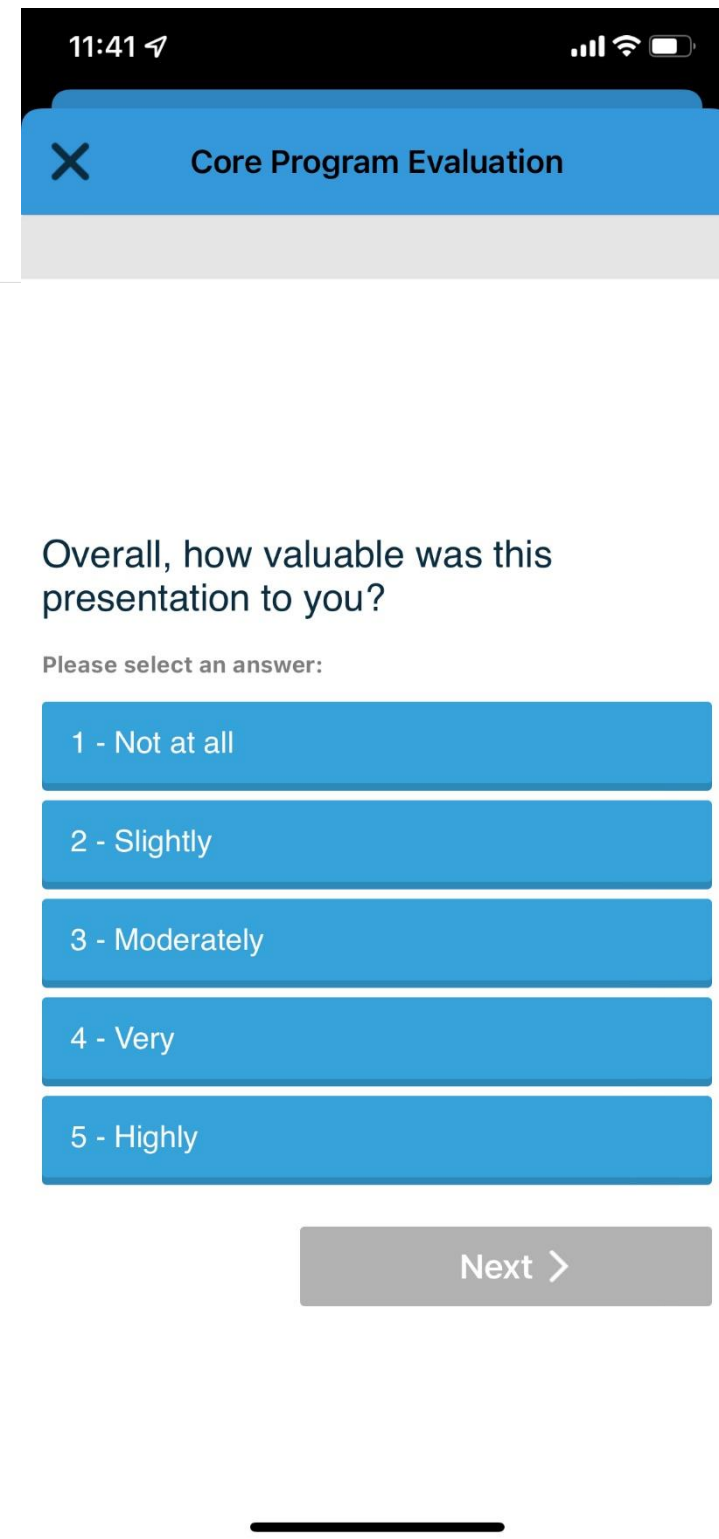 11:41
Core Program Evaluation
Overall, how valuable was this
presentation to you?
Please select an answer:
1 - Not at all
2 - Slightly
3 - Moderately
4 - Very
5 - Highly
Next